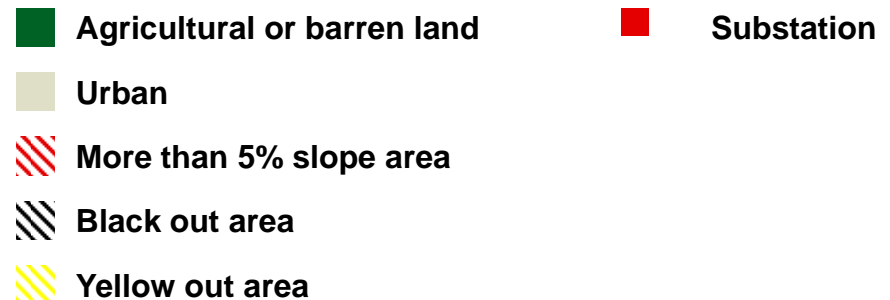 Agricultural or barren land
Substation
Urban
More than 5% slope area
Black out area
Yellow out area